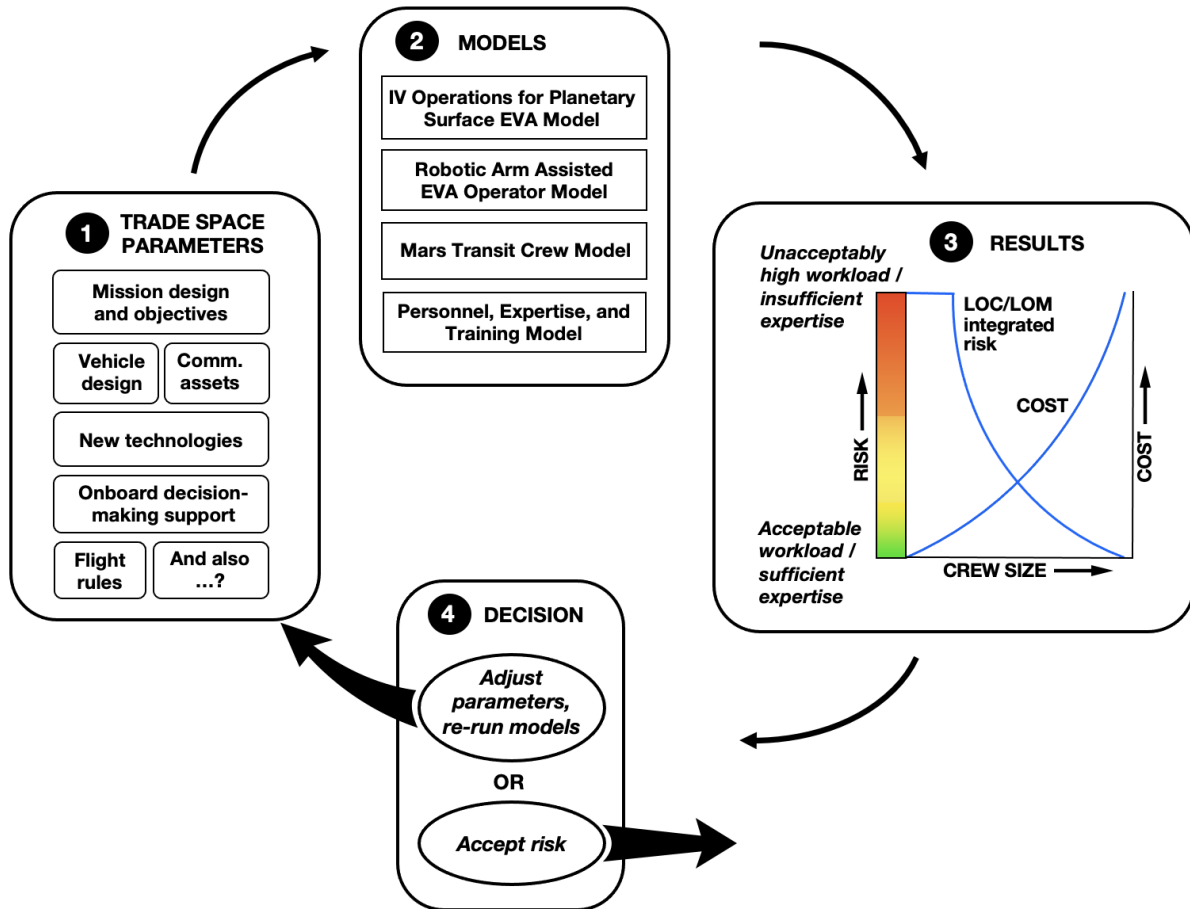 1 TRADE SPACE
PARAMETERS
Mission design
and objectives
Vehicle
design
Comm.
assets
New technologies
Onboard decision-
making support
Flight
rules
And also
...?
2 MODELS
IV Operations for Planetary
Surface EVA Model
Robotic Arm Assisted
EVA Operator Model
Mars Transit Crew Model
Personnel, Expertise, and
Training Model
3 RESULTS
Unacceptably
high workload /
insufficient
expertise
LOC/LOM
integrated
risk
COST
RISK
COST
Acceptable
workload /
sufficient
expertise
CREW SIZE
4 DECISION
Adjust
parameters,
re-run models
OR
Accept risk